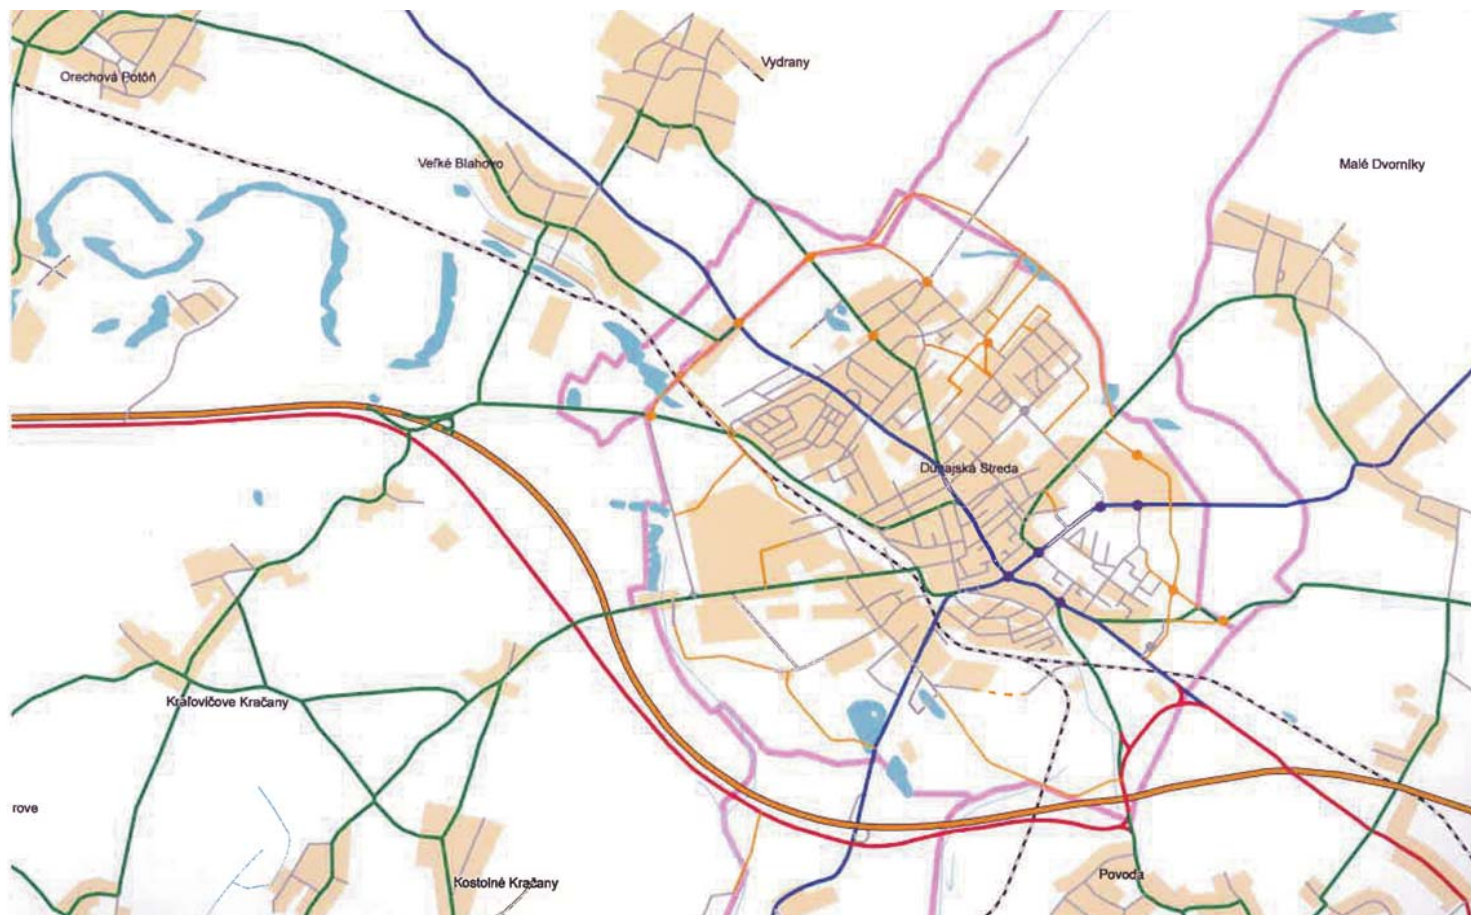 Vydrany
Orechová Potôň
Veľké Blahovo
Malé Dvorníky
Dunajská Streda
Kráľovičove Kračany
rove
Povoda
Kostolné Kračany